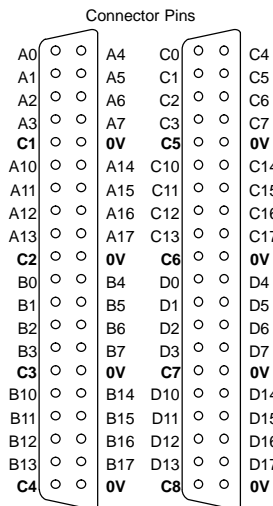 Connector Pins
A0 A4 C0 C4
A1 A5 C1 C5
A2 A6 C2 C6
A3 A7 C3 C7
C1 0V C5 0V
A10 A14 C10 C14
A11 A15 C11 C15
A12 A16 C12 C16
A13 A17 C13 C17
C2 0V C6 0V
B0 B4 D0 D4
B1 B5 D1 D5
B2 B6 D2 D6
B3 B7 D3 D7
C3 0V C7 0V
B10 B14 D10 D14
B11 B15 D11 D15
B12 B16 D12 D16
B13 B17 D13 D17
C4 0V C8 0V